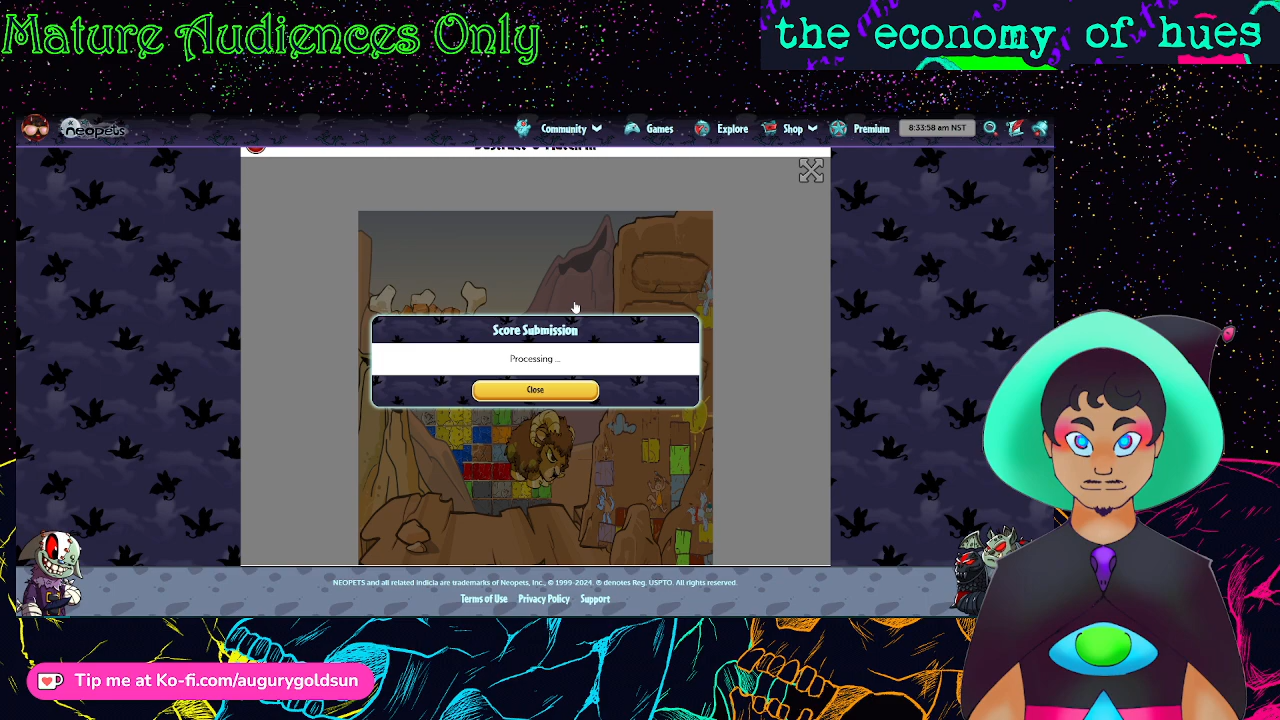 Mature Audiences Only
the economy of hues
neopets
Community
Games
Explore
Shop
Premium
8:33:58 am NST
Score Submission
Processing ...
Close
NEOPETS and all related indicia are trademarks of Neopets, Inc., © 1999-2024. ® denotes Reg. USPTO. All rights reserved.
Terms of Use Privacy Policy Support
Tip me at Ko-fi.com/augurygoldsun